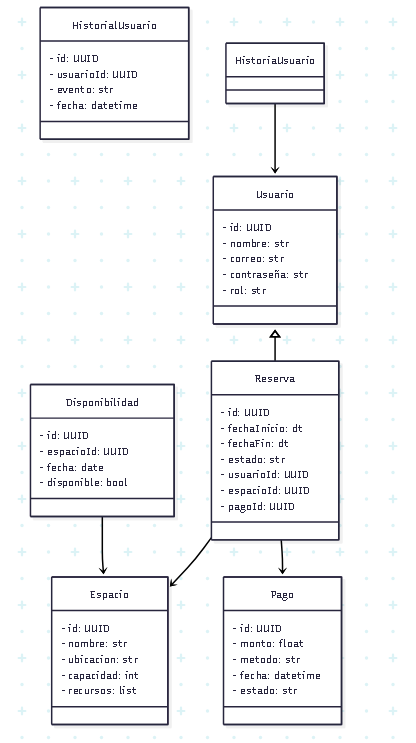 HistorialUsuario
- id: UUID
- usuarioId: UUID
- evento: str
- fecha: datetime
HistoriaUsuario
Usuario
- id: UUID
- nombre: str
- correo: str
- contraseña: str
- rol: str
Reserva
- id: UUID
- fechaInicio: dt
- fechaFin: dt
- estado: str
- usuarioId: UUID
- espacioId: UUID
- pagoId: UUID
Disponibilidad
- id: UUID
- espacioId: UUID
- fecha: date
- disponible: bool
Espacio
- id: UUID
- nombre: str
- ubicacion: str
- capacidad: int
- recursos: list
Pago
- id: UUID
- monto: float
- metodo: str
- fecha: datetime
- estado: str